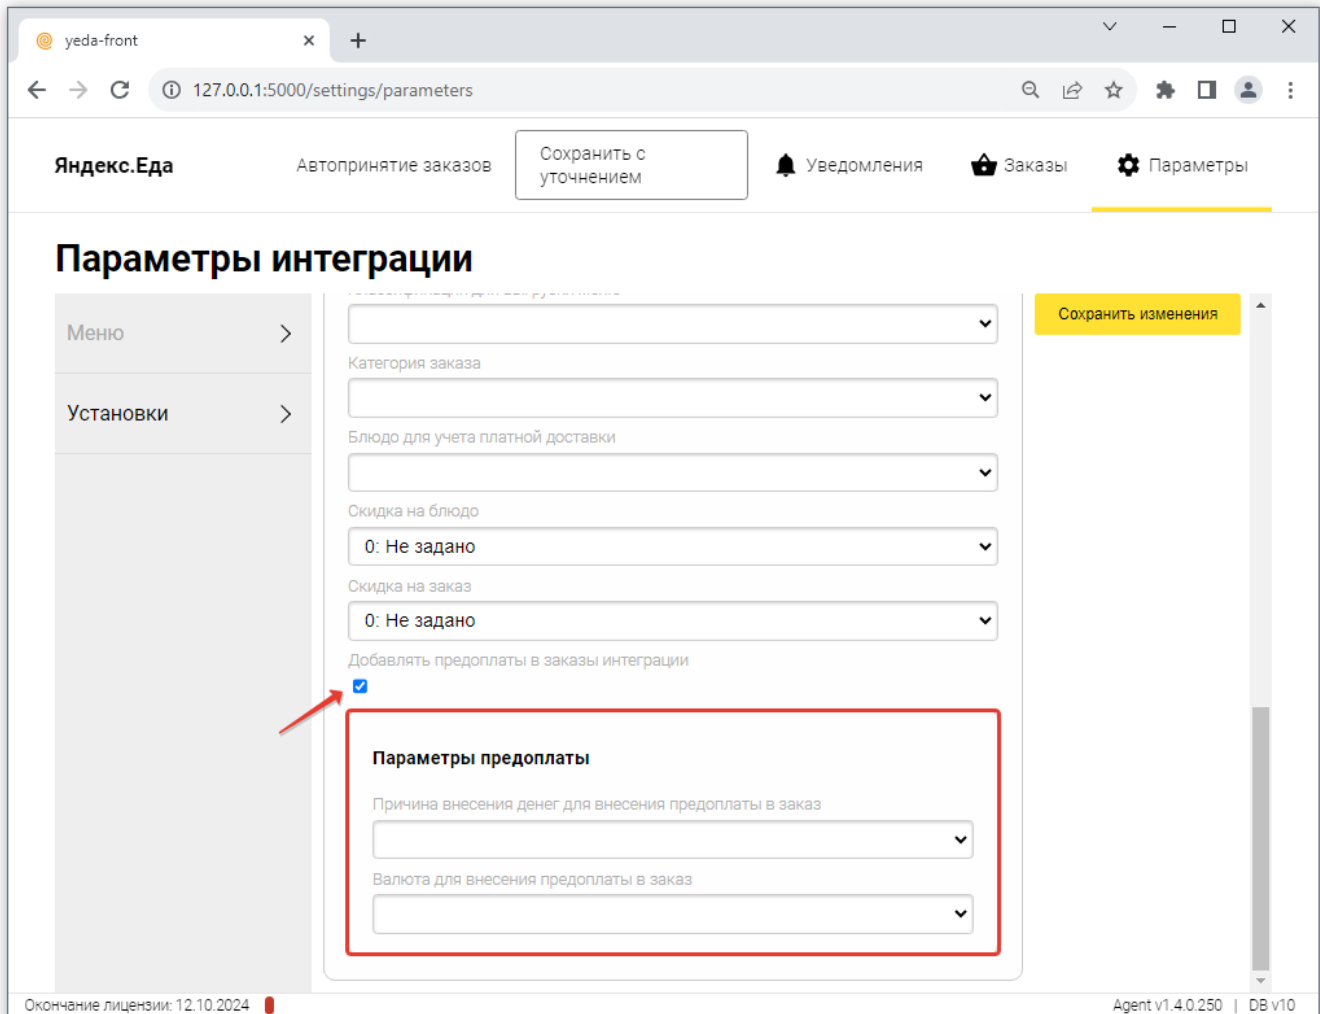 yeda-front
127.0.0.1:5000/settings/parameters
Яндекс.Еда
Автопринятие заказов
Сохранить с
уточнением
Уведомления
Заказы
Параметры
Параметры интеграции
Меню
Установки
Сохранить изменения
Категория заказа
Блюдо для учета платной доставки
Скидка на блюдо
0: Не задано
Скидка на заказ
0: Не задано
Добавлять предоплаты в заказы интеграции
Параметры предоплаты
Причина внесения денег для внесения предоплаты в заказ
Валюта для внесения предоплаты в заказ
Окончание лицензии: 12.10.2024
Agent v1.4.0.250 | DB v10